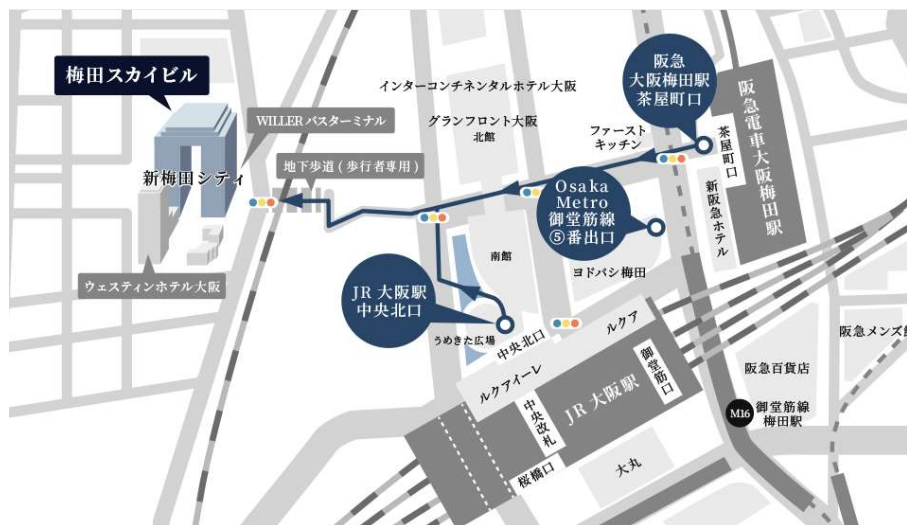 梅田スカイビル
WILLERバスターミナル
新梅田シティ
地下歩道(歩行者専用)
ウェスティンホテル大阪
インターコンチネンタルホテル大阪
グランフロント大阪
北館
ファースト
キッチン
阪急
大阪梅田駅
茶屋町口
茶屋町口
阪急電車大阪梅田駅
新阪急ホテル
Osaka
Metro
御堂筋線
⑤番出口
南館
ヨドバシ梅田
JR 大阪駅
中央北口
うめきた広場
中央北口
ルクア
ルクアイーレ
御堂筋口
JR 大阪駅
中央改札
桜橋口
大丸
阪急百貨店
阪急メンズ館
M16
御堂筋線
梅田駅